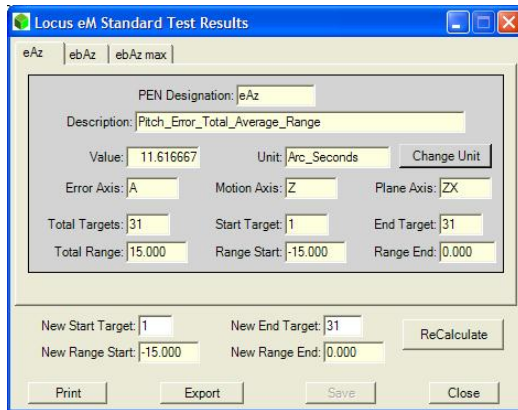 Locus eM Standard Test Results
eAz ebAz ebAz max
PEN Designation: eAz
Description: Pitch_Error_Total_Average_Range
Value: 11.616667 Unit: Arc_Seconds Change Unit
Error Axis: A Motion Axis: Z Plane Axis: ZX
Total Targets: 31 Start Target: 1 End Target: 31
Total Range: 15.000 Range Start: -15.000 Range End: 0.000
New Start Target: 1 New End Target: 31 ReCalculate
New Range Start: -15.000 New Range End: 0.000
Print Export Save Close